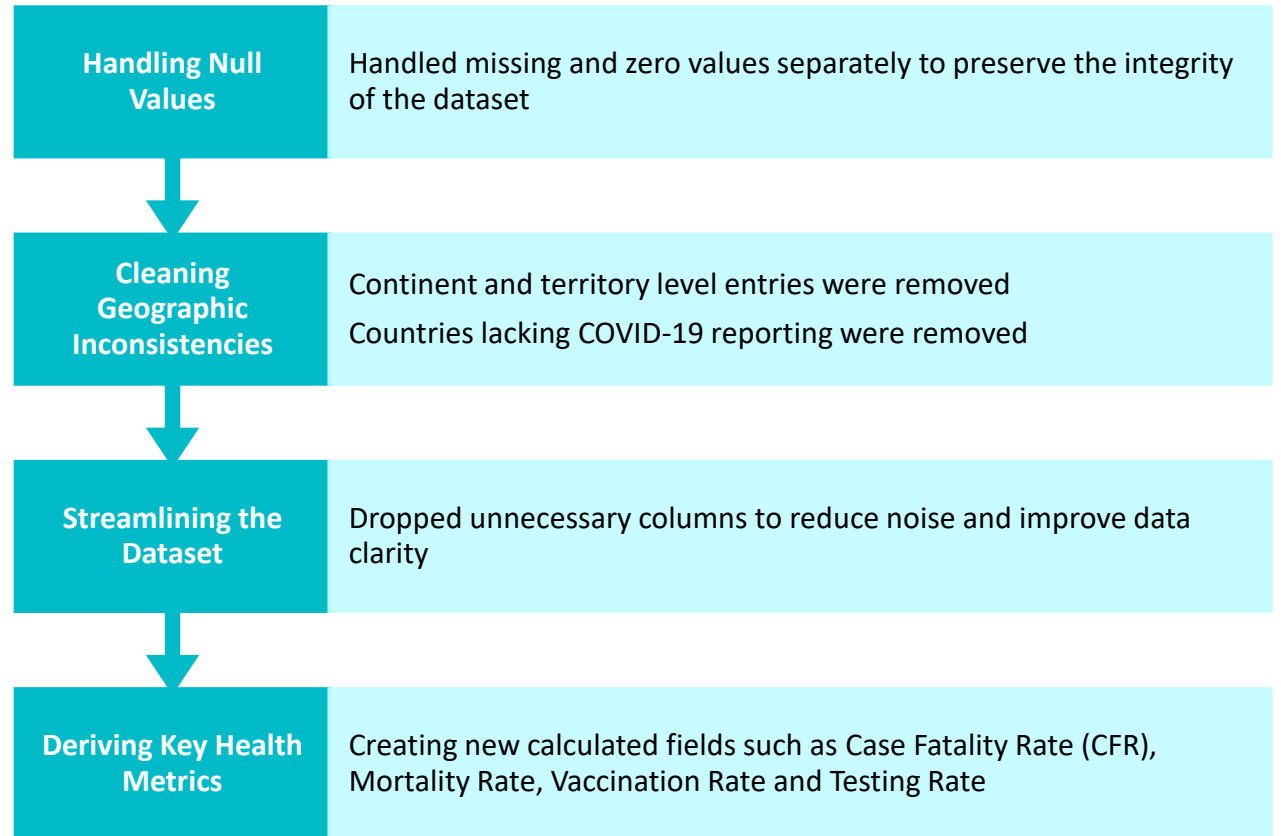 Handling Null
Values
Handled missing and zero values separately to preserve the integrity
of the dataset
Cleaning
Geographic
Inconsistencies
Continent and territory level entries were removed
Countries lacking COVID-19 reporting were removed
Streamlining the
Dataset
Dropped unnecessary columns to reduce noise and improve data
clarity
Deriving Key Health
Metrics
Creating new calculated fields such as Case Fatality Rate (CFR),
Mortality Rate, Vaccination Rate and Testing Rate